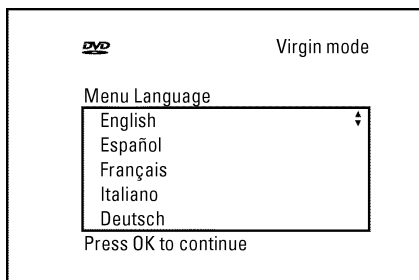 DVD
Virgin mode
Menu Language
English
Español
Français
Italiano
Deutsch
Press OK to continue